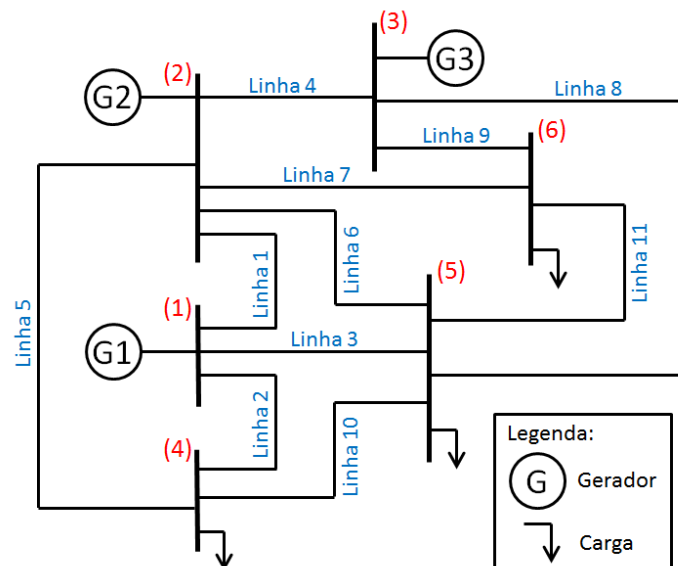 (3)
(2)
G3
G2
Linha 4
Linha 8
(6)
Linha 9
Linha 7
Linha 6
Linha 1
Linha 11
(5)
(1)
Linha 5
G1
Linha 3
Linha 2
Linha 10
(4)
Legenda:
G Gerador
Carga